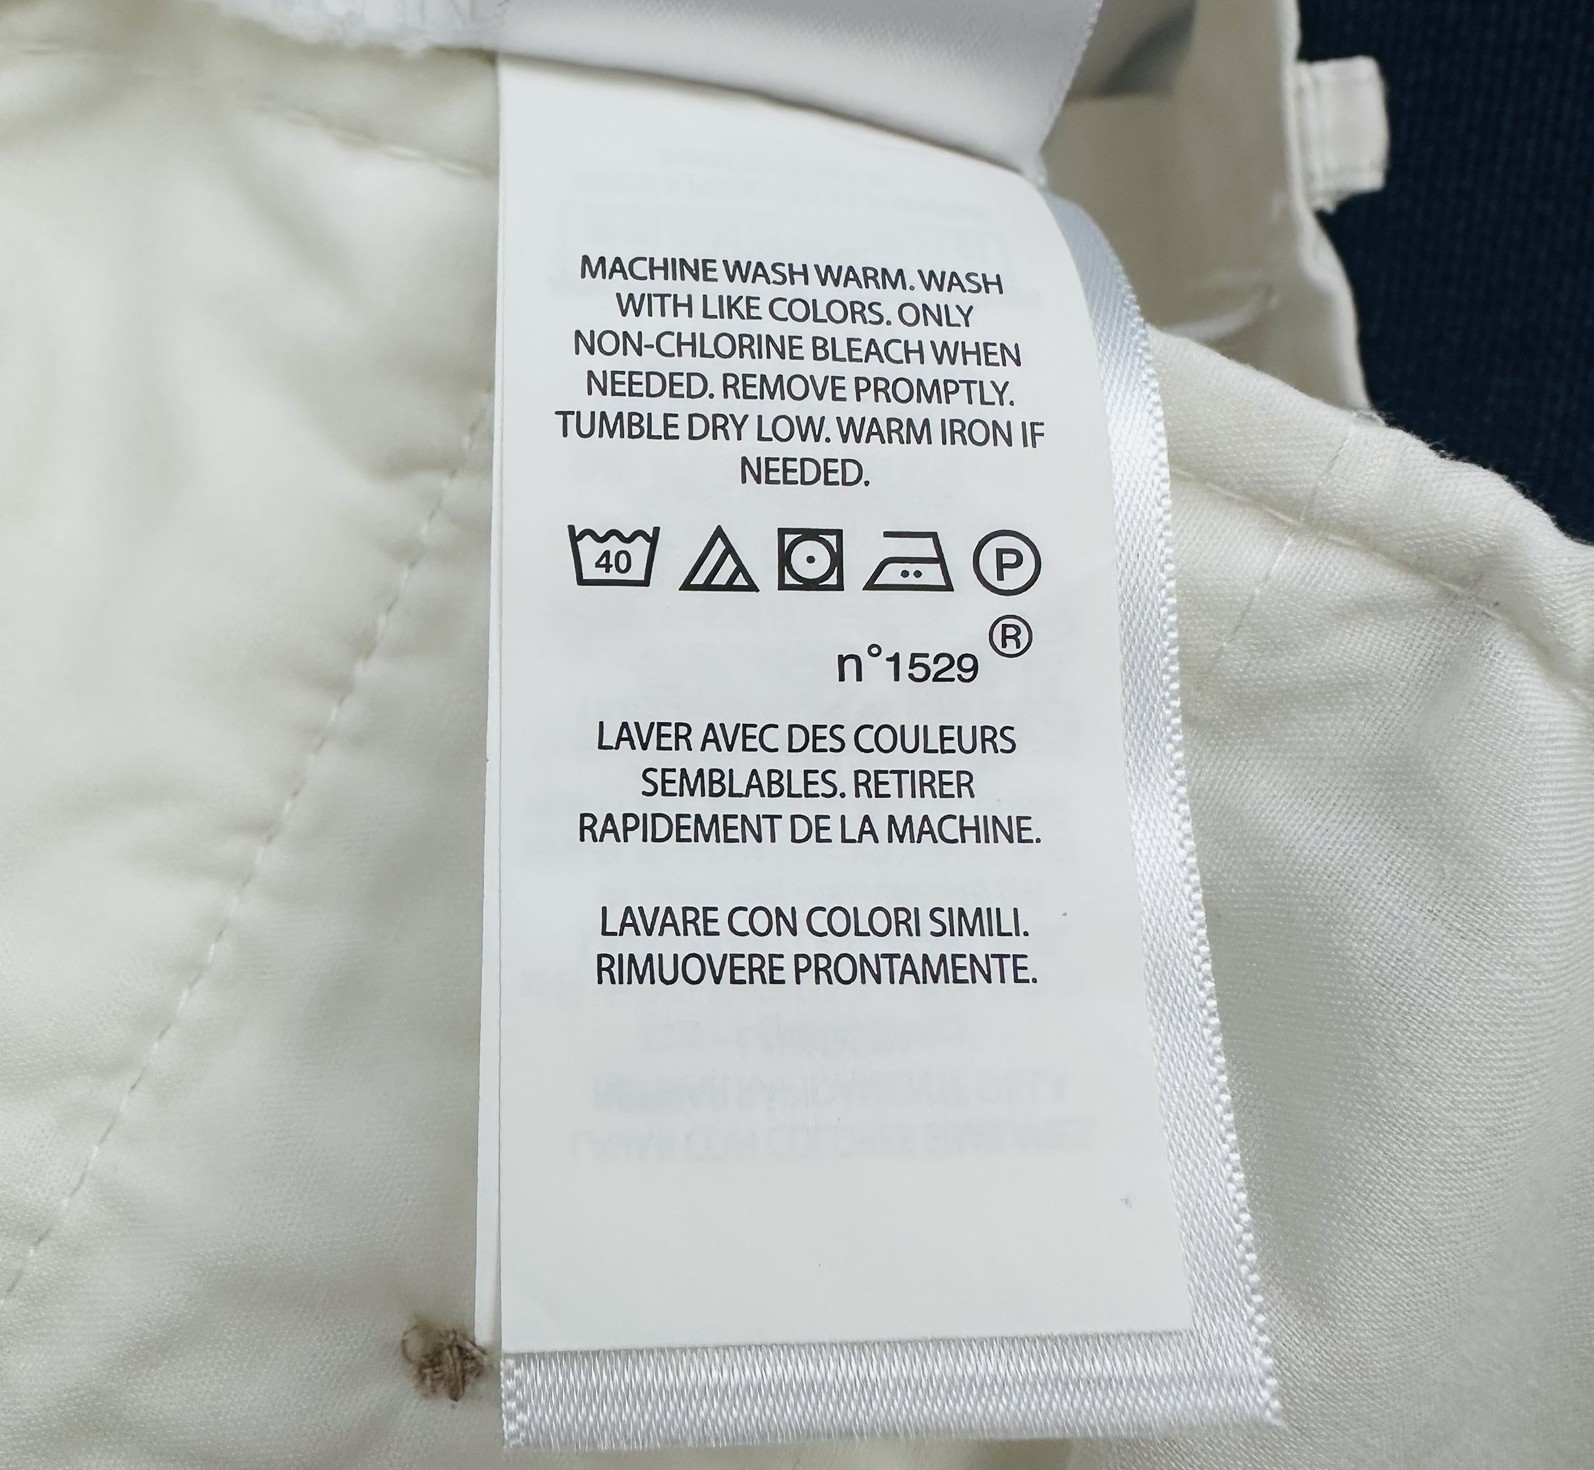 MACHINE WASH WARM. WASH
WITH LIKE COLORS. ONLY
NON-CHLORINE BLEACH WHEN
NEEDED. REMOVE PROMPTLY.
TUMBLE DRY LOW. WARM IRON IF
NEEDED.
40 P
n°1529 ®
LAVER AVEC DES COULEURS
SEMBLABLES. RETIRER
RAPIDEMENT DE LA MACHINE.
LAVARE CON COLORI SIMILI.
RIMUOVERE PRONTAMENTE.